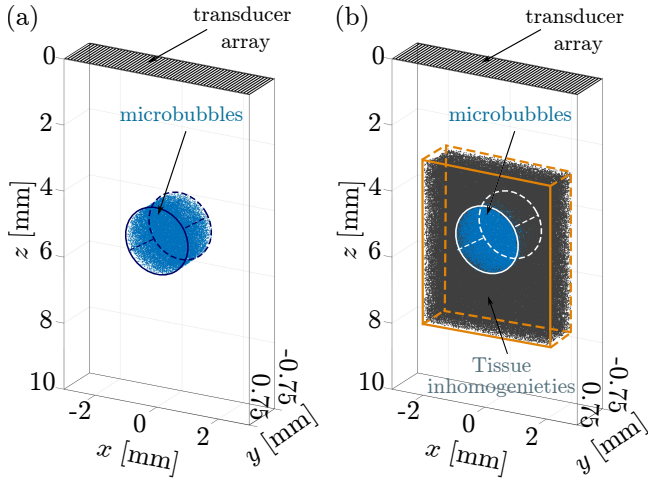 (a)
transducer
array
microbubbles
0
2
4
6
8
10
z [mm]
-2
0
2
x [mm]
0.75
-0.75
y [mm]
(b)
transducer
array
microbubbles
Tissue
inhomogenieties
0
2
4
6
8
10
z [mm]
-2
0
2
x [mm]
0.75
-0.75
y [mm]